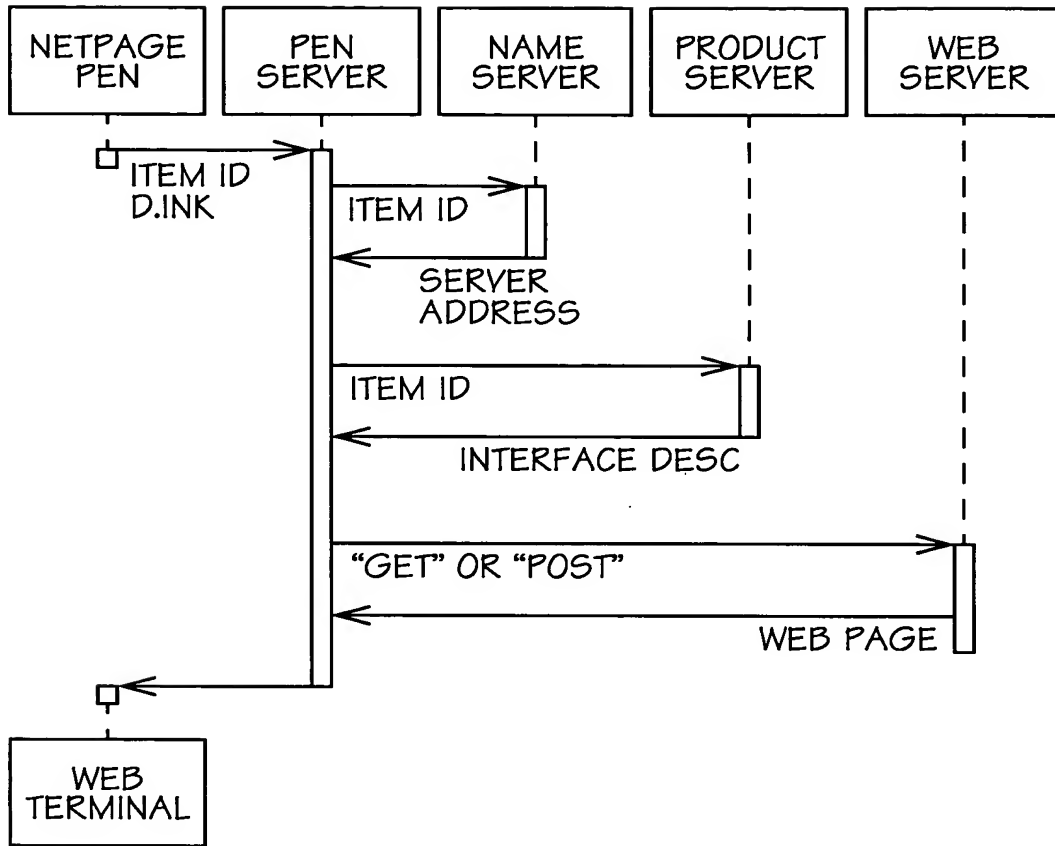 NETPAGE
PEN
PEN
SERVER
NAME
SERVER
PRODUCT
SERVER
WEB
SERVER
ITEM ID
D.INK
ITEM ID
SERVER
ADDRESS
ITEM ID
INTERFACE DESC
“GET” OR “POST”
WEB PAGE
WEB
TERMINAL